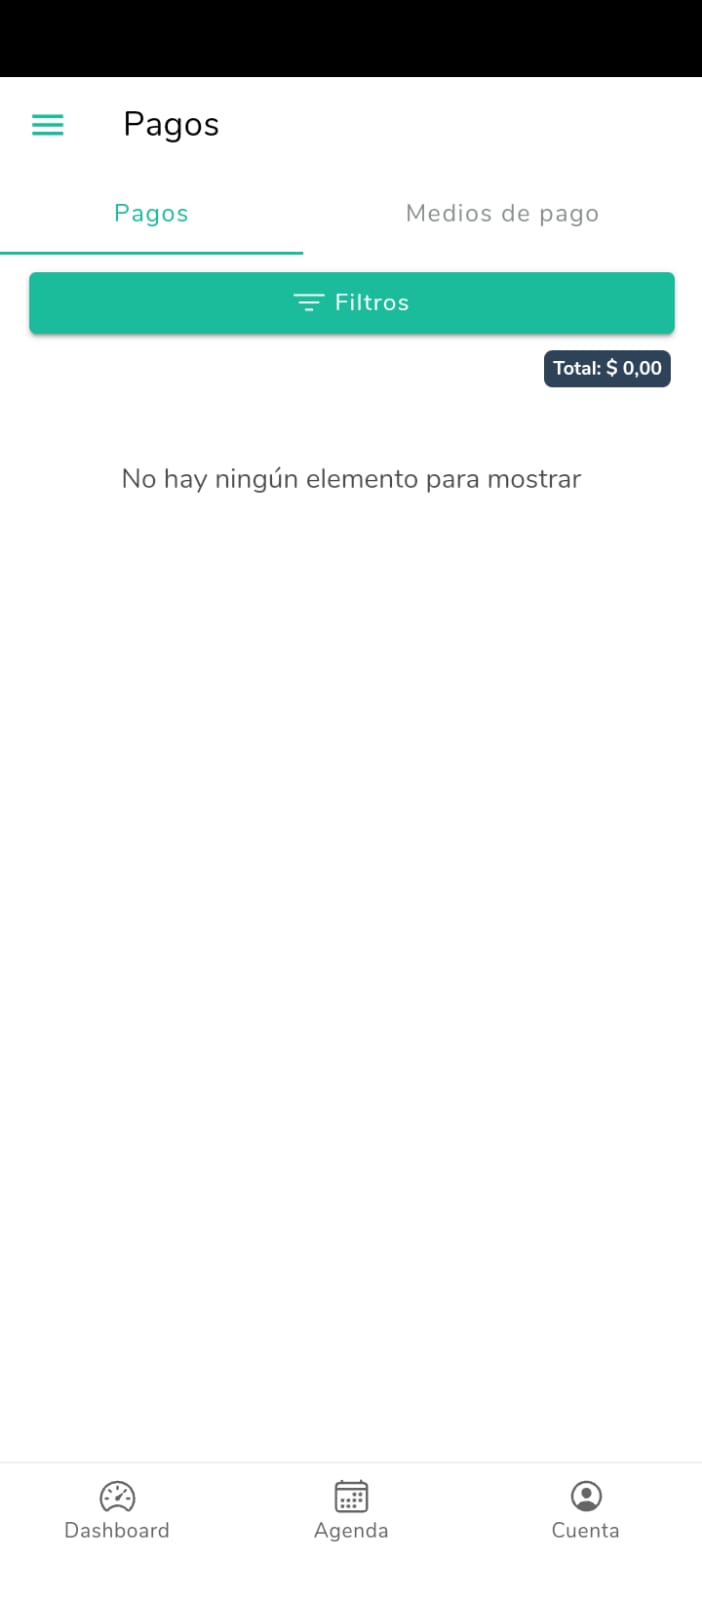 Pagos
Pagos
Medios de pago
Filtros
Total: $ 0,00
No hay ningún elemento para mostrar
Dashboard
Agenda
Cuenta